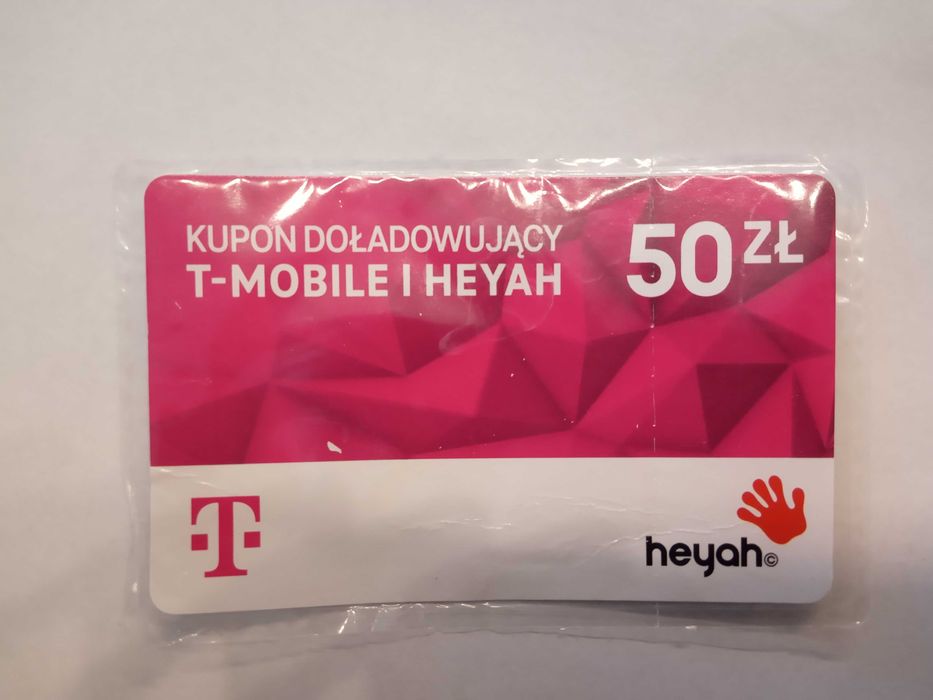 KUPON DOŁADOWUJĄCY
T-MOBILE I HEYAH
50 ZŁ
T
heyah©